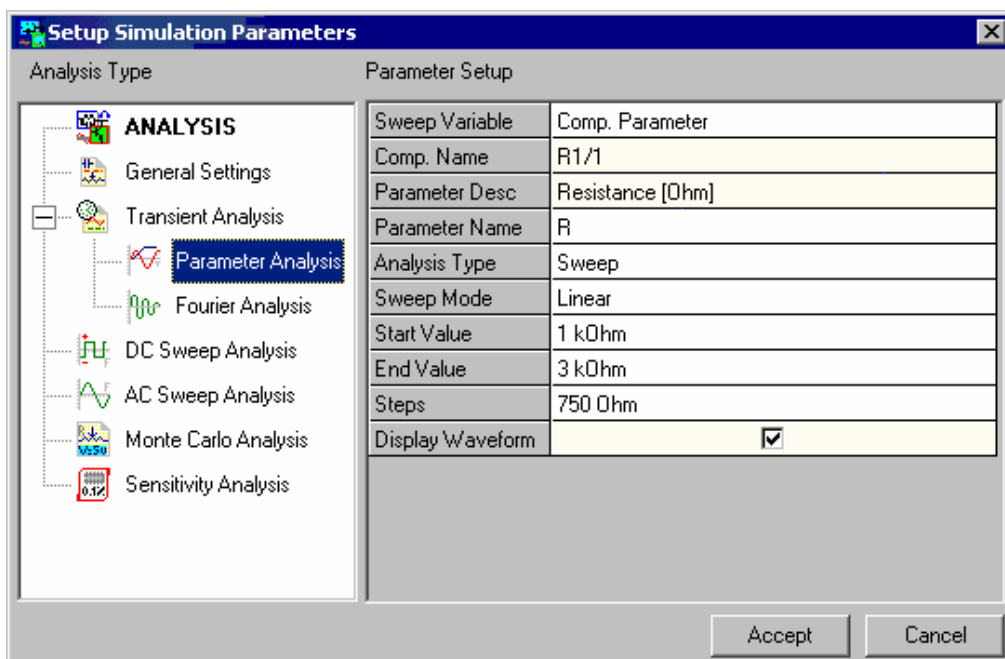 Setup Simulation Parameters
Analysis Type
ANALYSIS
General Settings
Transient Analysis
Parameter Analysis
Fourier Analysis
DC Sweep Analysis
AC Sweep Analysis
Monte Carlo Analysis
Sensitivity Analysis
Parameter Setup
Sweep Variable Comp. Parameter
Comp. Name R1/1
Parameter Desc Resistance [Ohm]
Parameter Name R
Analysis Type Sweep
Sweep Mode Linear
Start Value 1 kOhm
End Value 3 kOhm
Steps 750 Ohm
Display Waveform
Accept Cancel